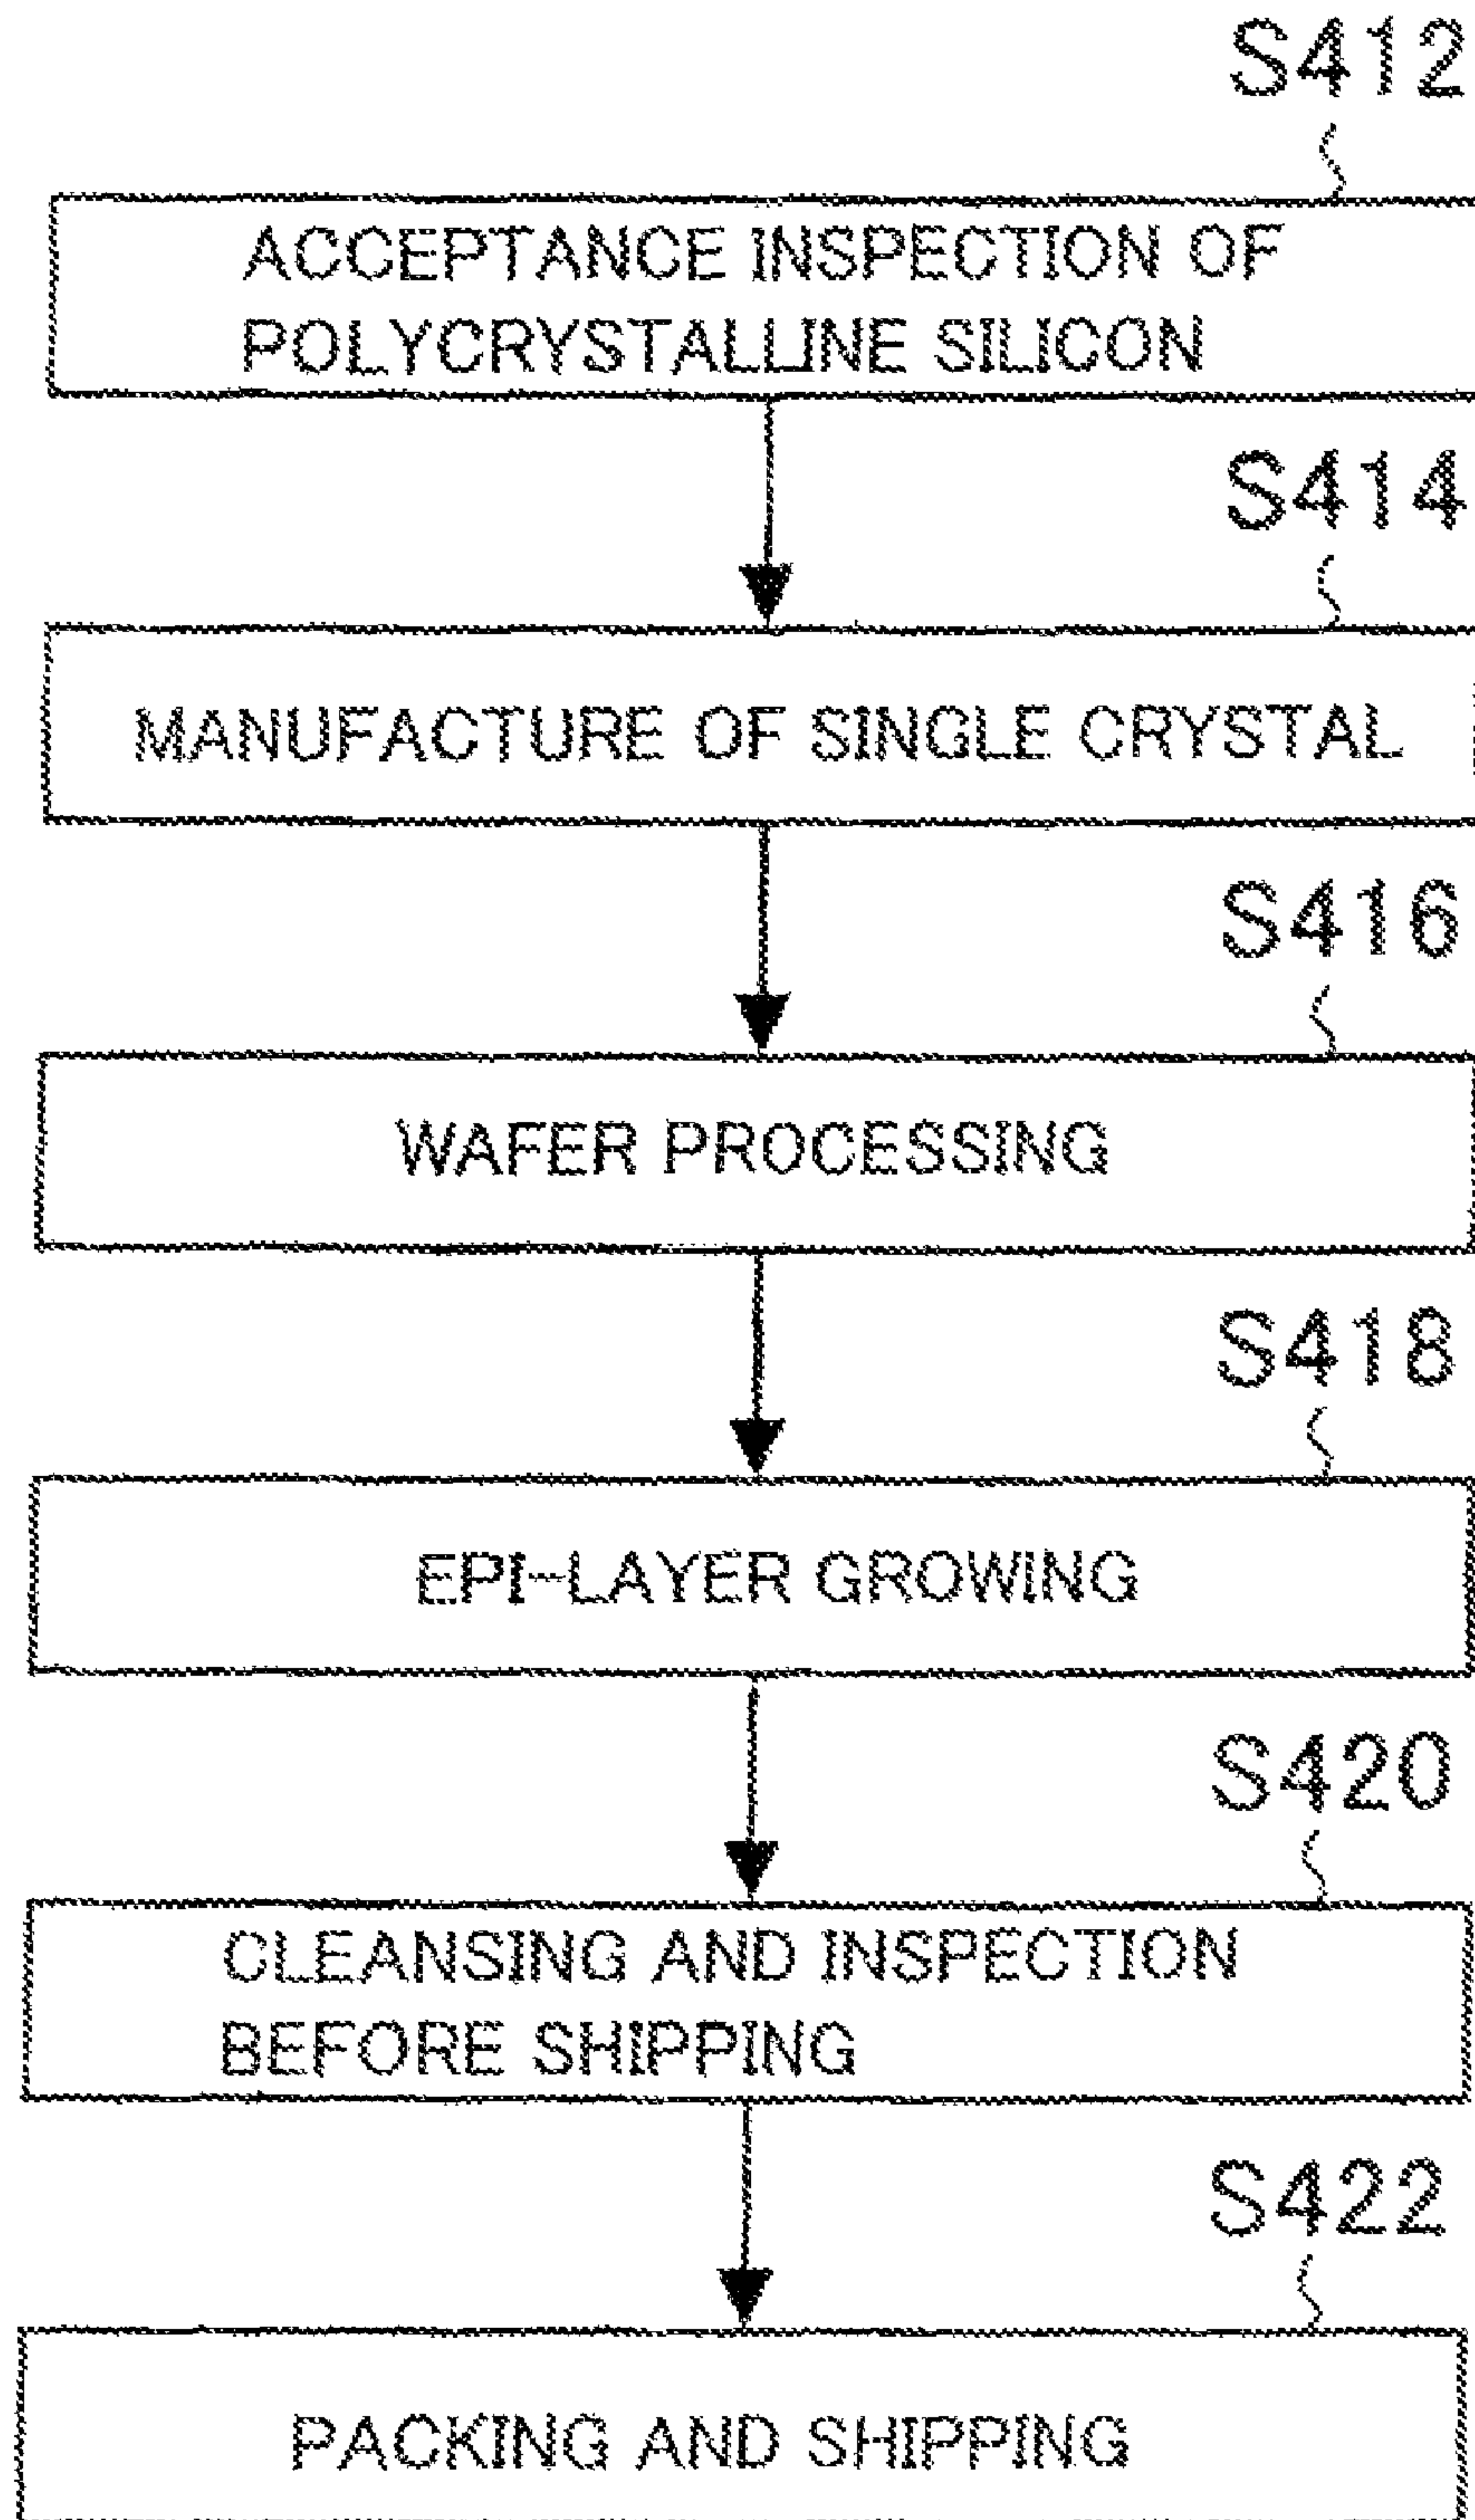 S412
ACCEPTANCE INSPECTION OF
POLYCRYSTALLINE SILICON
S414
MANUFACTURE OF SINGLE CRYSTAL
S416
WAFER PROCESSING
S418
EPI-LAYER GROWING
S420
CLEANSING AND INSPECTION
BEFORE SHIPPING
S422
PACKING AND SHIPPING